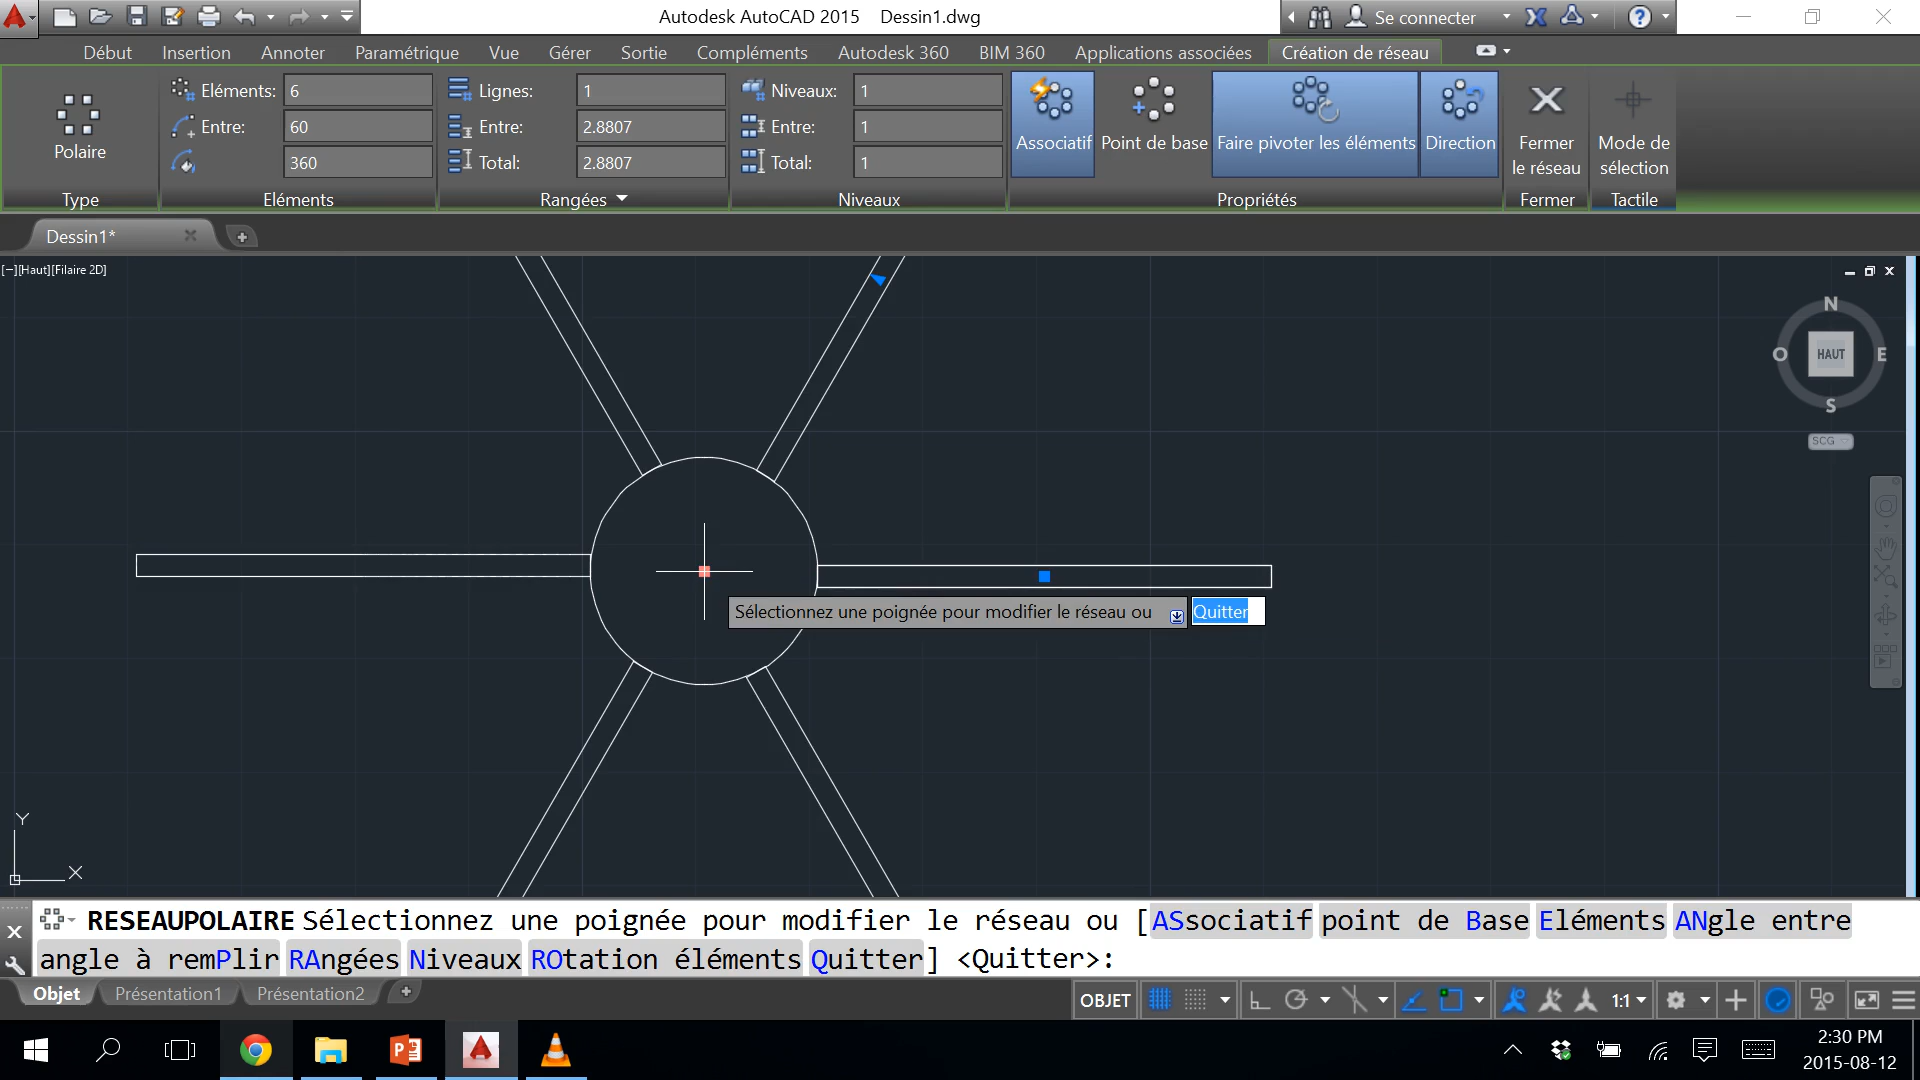 Autodesk AutoCAD 2015 Dessin1.dwg
Se connecter
Début Insertion Annoter Paramétrique Vue Gérer Sortie Compléments Autodesk 360 BIM 360 Applications associées Création de réseau
Eléments: 6 Lignes: 1 Niveaux: 1
Entre: 60 Entre: 2.8807 Entre: 1
360 Total: 2.8807 Total: 1
Polaire
Associatif Point de base Faire pivoter les éléments Direction Fermer le réseau Mode de sélection
Type Eléments Rangées Niveaux Propriétés Fermer Tactile
Dessin1*
[−][Haut][Filaire 2D]
N
O HAUT E
S
SCG
Sélectionnez une poignée pour modifier le réseau ou Quitter
Y
X
RESEAUPOLAIRE Sélectionnez une poignée pour modifier le réseau ou [ASsociatif point de Base Eléments ANgle entre
angle à remPlir RAngées Niveaux ROtation éléments Quitter] <Quitter>:
Objet Présentation1 Présentation2
OBJET 1:1
2:30 PM
2015-08-12